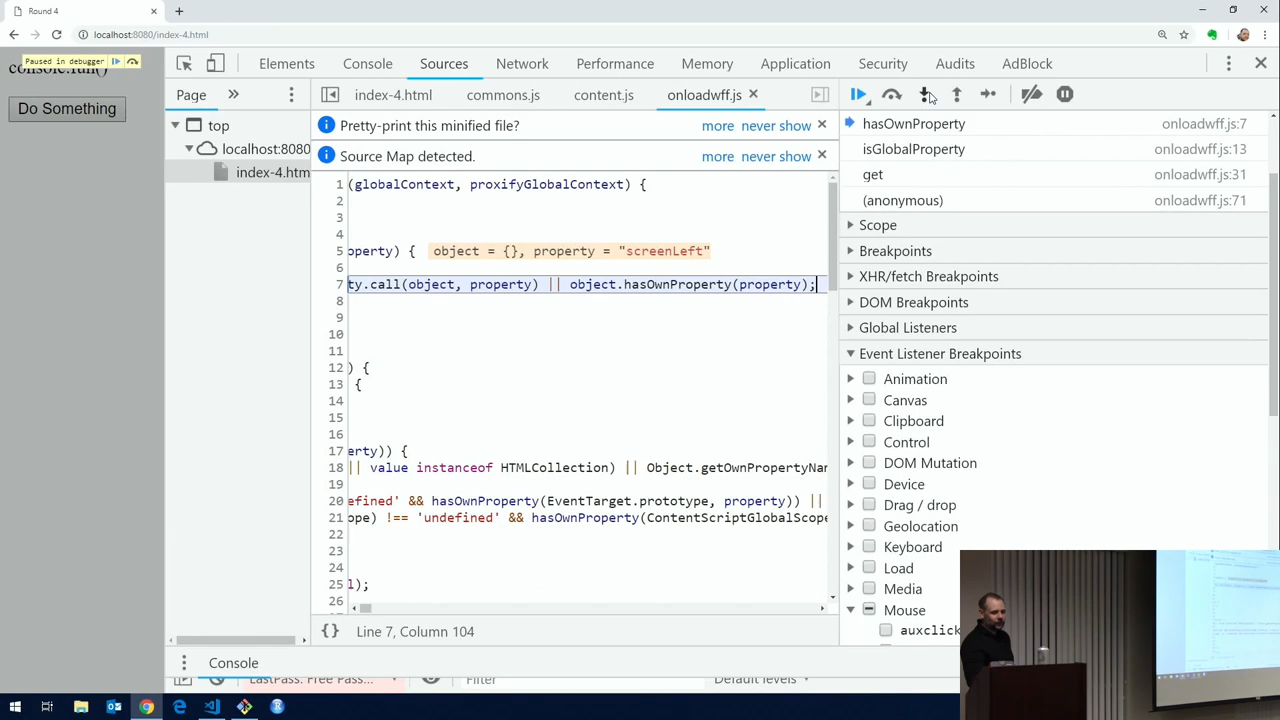 Round 4
localhost:8080/index-4.html
Paused in debugger
console.run()
Do Something
Elements Console Sources Network Performance Memory Application Security Audits AdBlock
Page
index-4.html commons.js content.js onloadwff.js
top
localhost:8080
index-4.htm
Pretty-print this minified file? more never show
Source Map detected. more never show
1 (globalContext, proxifyGlobalContext) {
2
3
4
5 operty) { object = {}, property = "screenLeft"
6
7 ty.call(object, property) || object.hasOwnProperty(property);
8
9
10
11
12 ) {
13 {
14
15
16
17 erty)) {
18 || value instanceof HTMLCollection) || Object.getOwnPropertyNam
19
20 efined' && hasOwnProperty(EventTarget.prototype, property)) ||
21 ope) !== 'undefined' && hasOwnProperty(ContentScriptGlobalScope
22
23
24
25 l);
26
{} Line 7, Column 104
hasOwnProperty onloadwff.js:7
isGlobalProperty onloadwff.js:13
get onloadwff.js:31
(anonymous) onloadwff.js:71
Scope
Breakpoints
XHR/fetch Breakpoints
DOM Breakpoints
Global Listeners
Event Listener Breakpoints
Animation
Canvas
Clipboard
Control
DOM Mutation
Device
Drag / drop
Geolocation
Keyboard
Load
Media
Mouse
auxclick
Console
LastPass: Free Pass... Filter Default levels